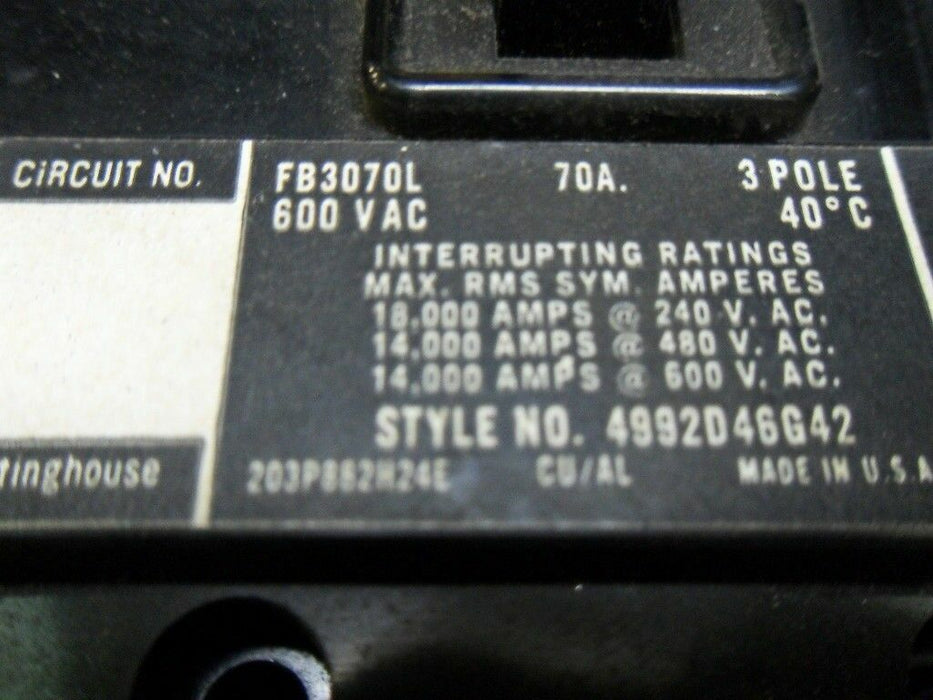 CIRCUIT NO.
FB3070L 70A. 3 POLE
600 VAC 40°C
INTERRUPTING RATINGS
MAX. RMS SYM. AMPERES
18,000 AMPS @ 240 V. AC.
14,000 AMPS @ 480 V. AC.
14,000 AMPS @ 600 V. AC.
STYLE NO. 4992D46G42
tinghouse
203P862H24E CU/AL MADE IN U.S.A